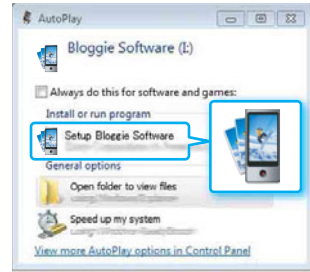 AutoPlay
Bloggie Software (I:)
Always do this for software and games:
Install or run program
Setup Bloggie Software
General options
Open folder to view files
Speed up my system
View more AutoPlay options in Control Panel